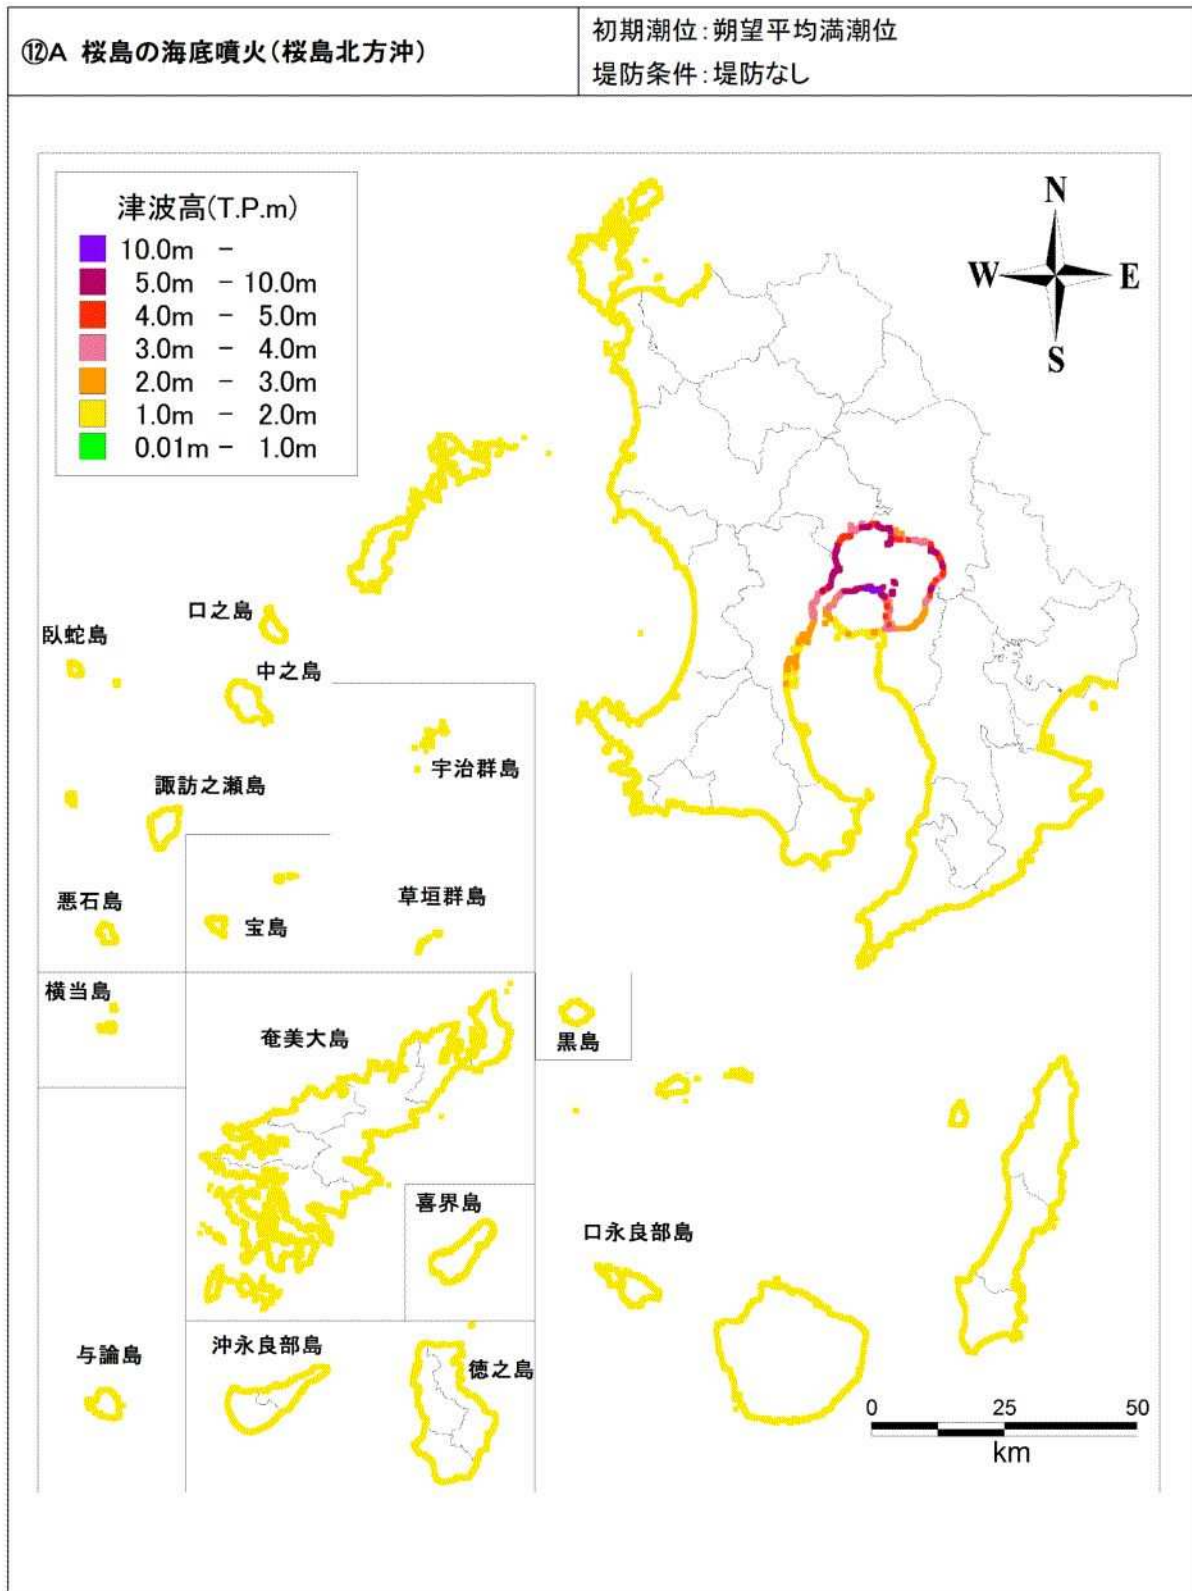 ⑫A 桜島の海底噴火(桜島北方沖)
初期潮位:朔望平均満潮位
堤防条件:堤防なし
津波高(T.P.m)
10.0m -
5.0m - 10.0m
4.0m - 5.0m
3.0m - 4.0m
2.0m - 3.0m
1.0m - 2.0m
0.01m - 1.0m
N
W E
S
口之島
臥蛇島
中之島
宇治群島
諏訪之瀬島
悪石島
宝島
草垣群島
横当島
奄美大島
黒島
喜界島
口永良部島
与論島
沖永良部島
徳之島
0 25 50
km